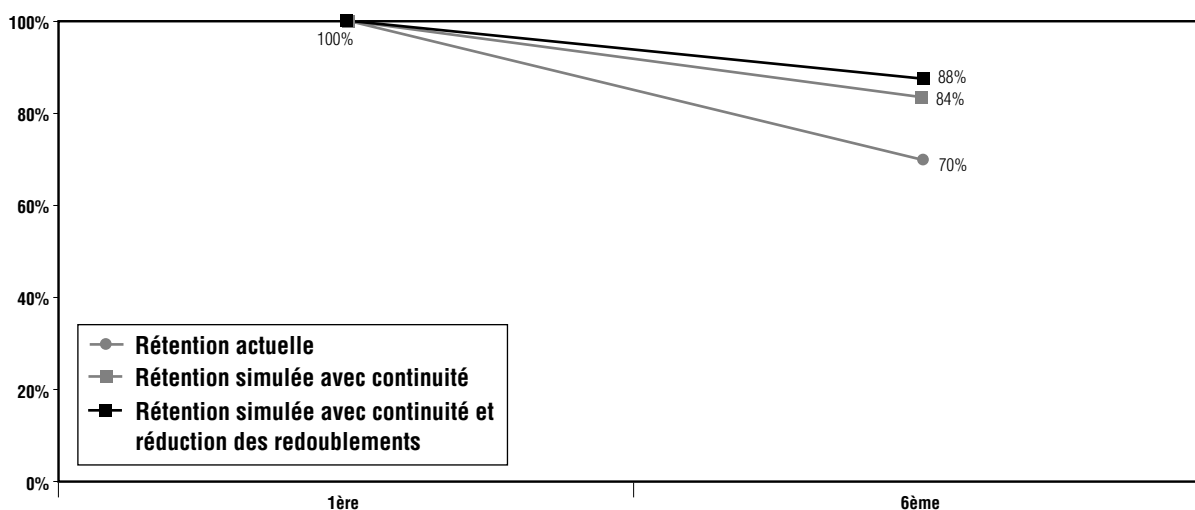 100%
100%
88%
84%
80%
70%
60%
40%
Rétention actuelle
Rétention simulée avec continuité
Rétention simulée avec continuité et
réduction des redoublements
20%
0%
1ère
6ème